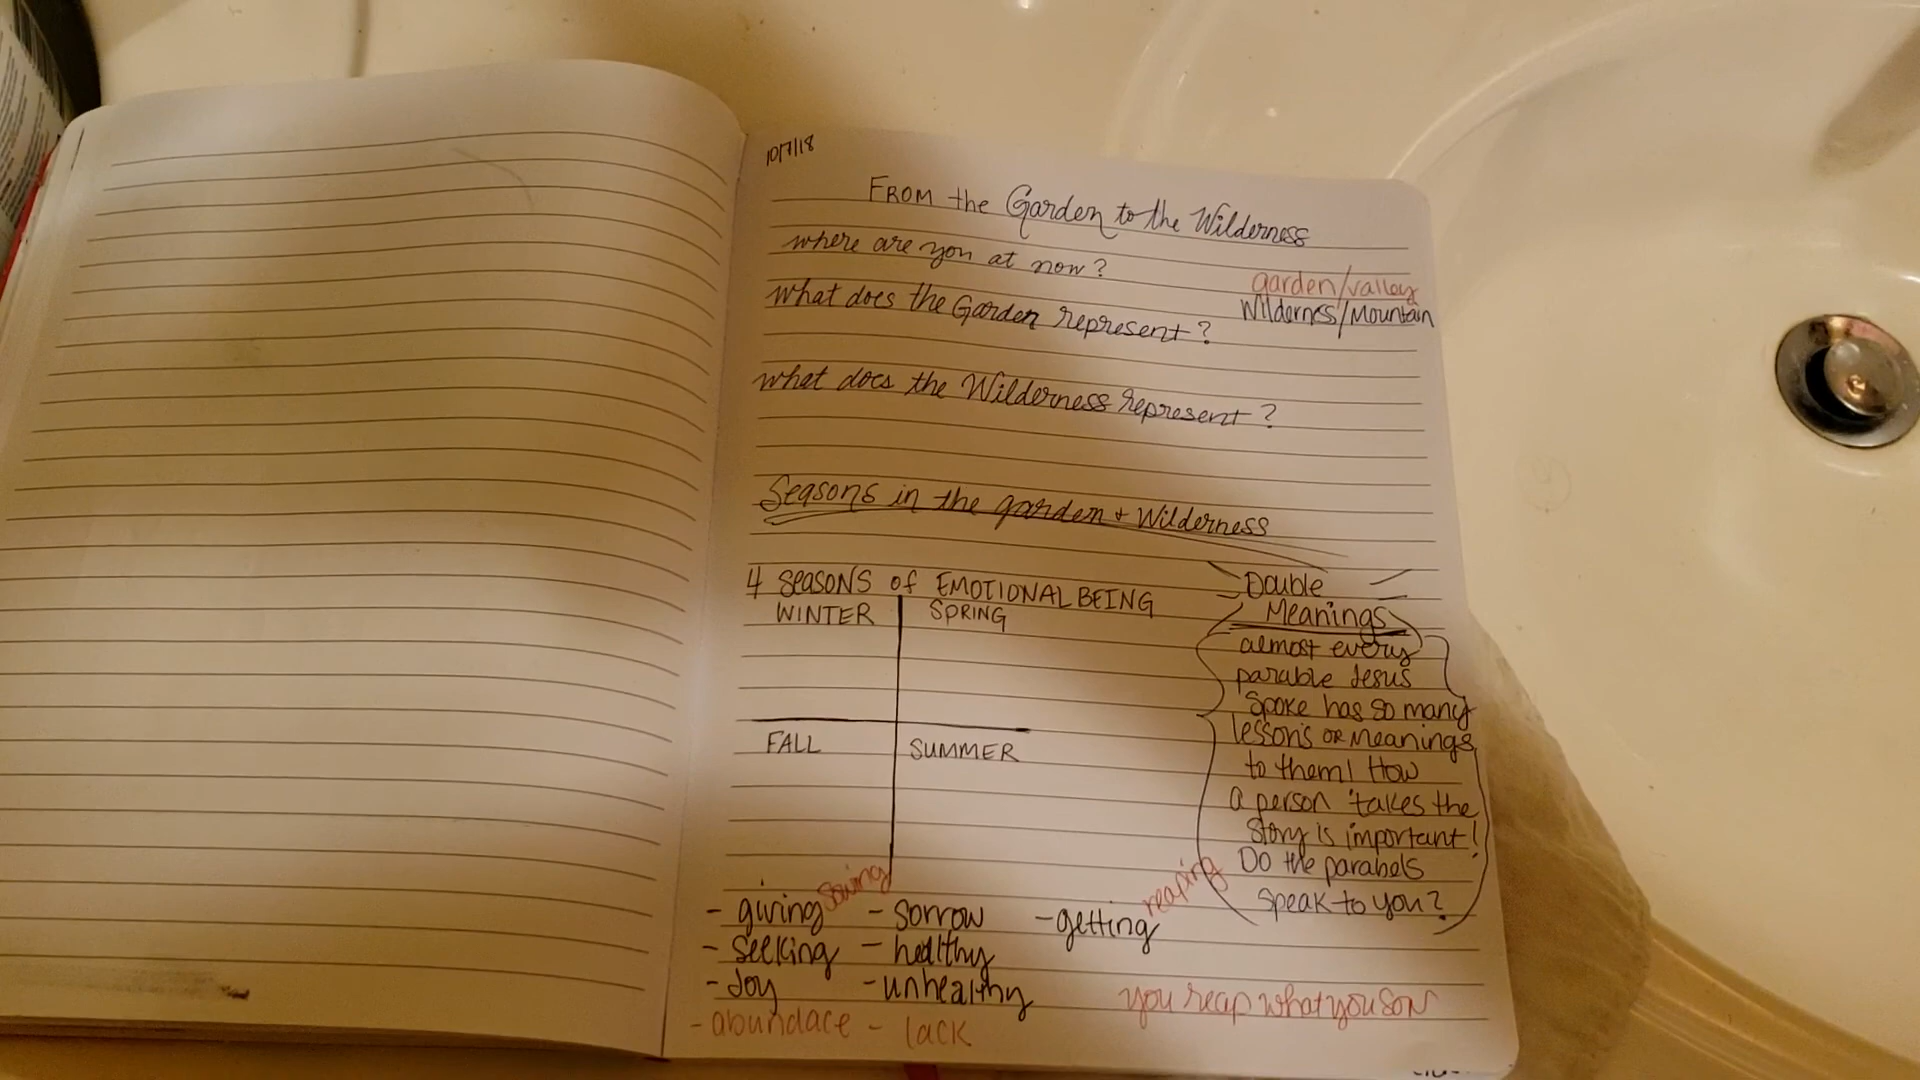 10/7/18
FROM the Garden to the Wilderness
where are you at now?
garden/valley
Wilderness/Mountain
what does the Garden represent?
what does the Wilderness represent?
Seasons in the garden + Wilderness
4 SEASONS of EMOTIONAL BEING
WINTER SPRING
FALL SUMMER
Double
Meanings
almost every
parable Jesus
Spoke has so many
lessons OR Meanings
to them! How
a person takes the
Story is important!
Do the parabels
Speak to you?
sowing reaping
- giving - sorrow - getting
- Seeking - healthy
- Joy - unhealthy
you reap what you sow
- abundace - lack